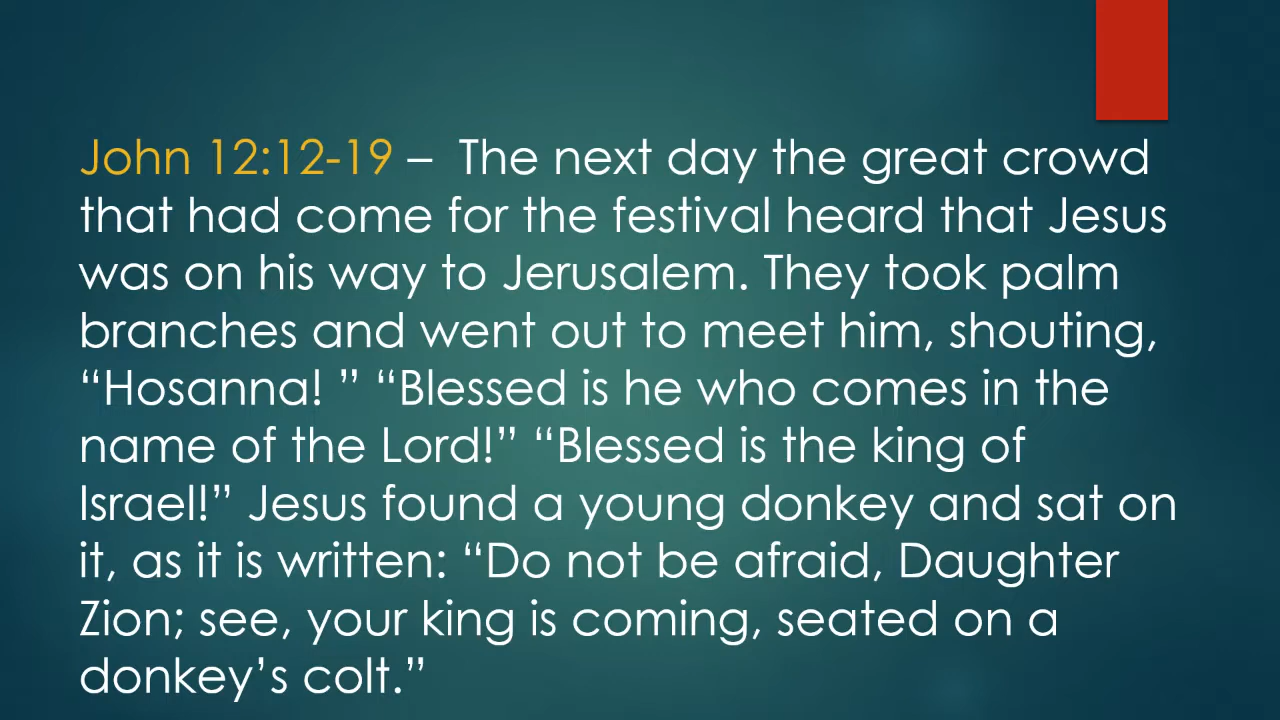 John 12:12-19 –  The next day the great crowd
that had come for the festival heard that Jesus
was on his way to Jerusalem. They took palm
branches and went out to meet him, shouting,
“Hosanna! ” “Blessed is he who comes in the
name of the Lord!” “Blessed is the king of
Israel!” Jesus found a young donkey and sat on
it, as it is written: “Do not be afraid, Daughter
Zion; see, your king is coming, seated on a
donkey’s colt.”